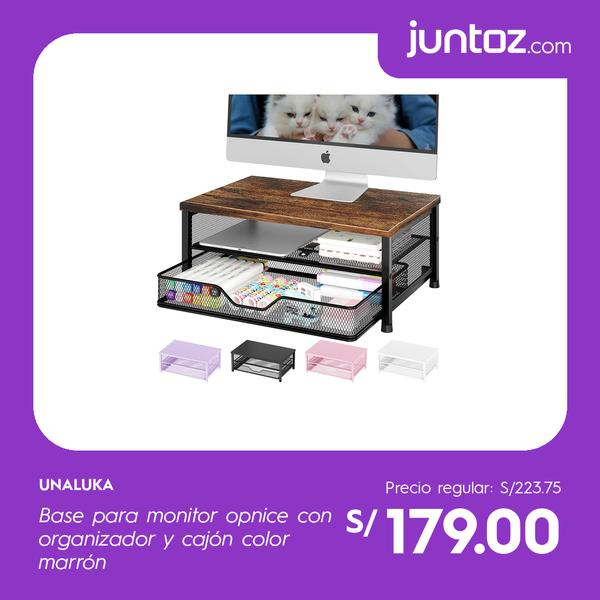 juntoz.com
UNALUKA
Base para monitor opnice con
organizador y cajón color
marrón
Precio regular: S/223.75
S/179.00